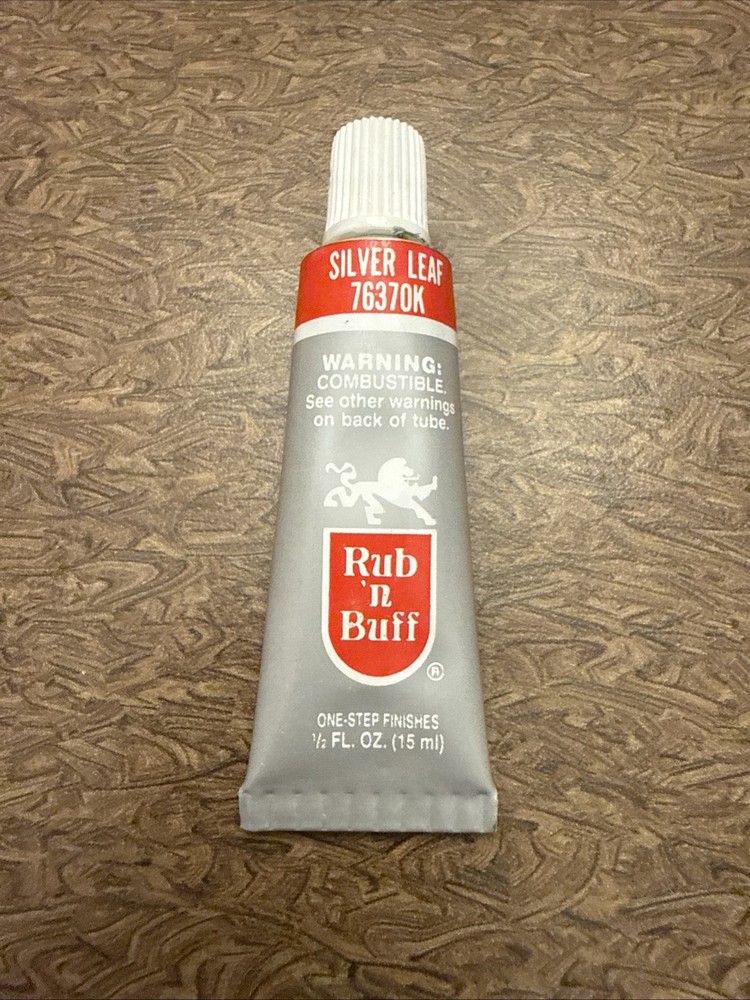 SILVER LEAF
76370K
WARNING:
COMBUSTIBLE.
See other warnings
on back of tube.
Rub
'n
Buff
®
ONE-STEP FINISHES
½ FL. OZ. (15 ml)